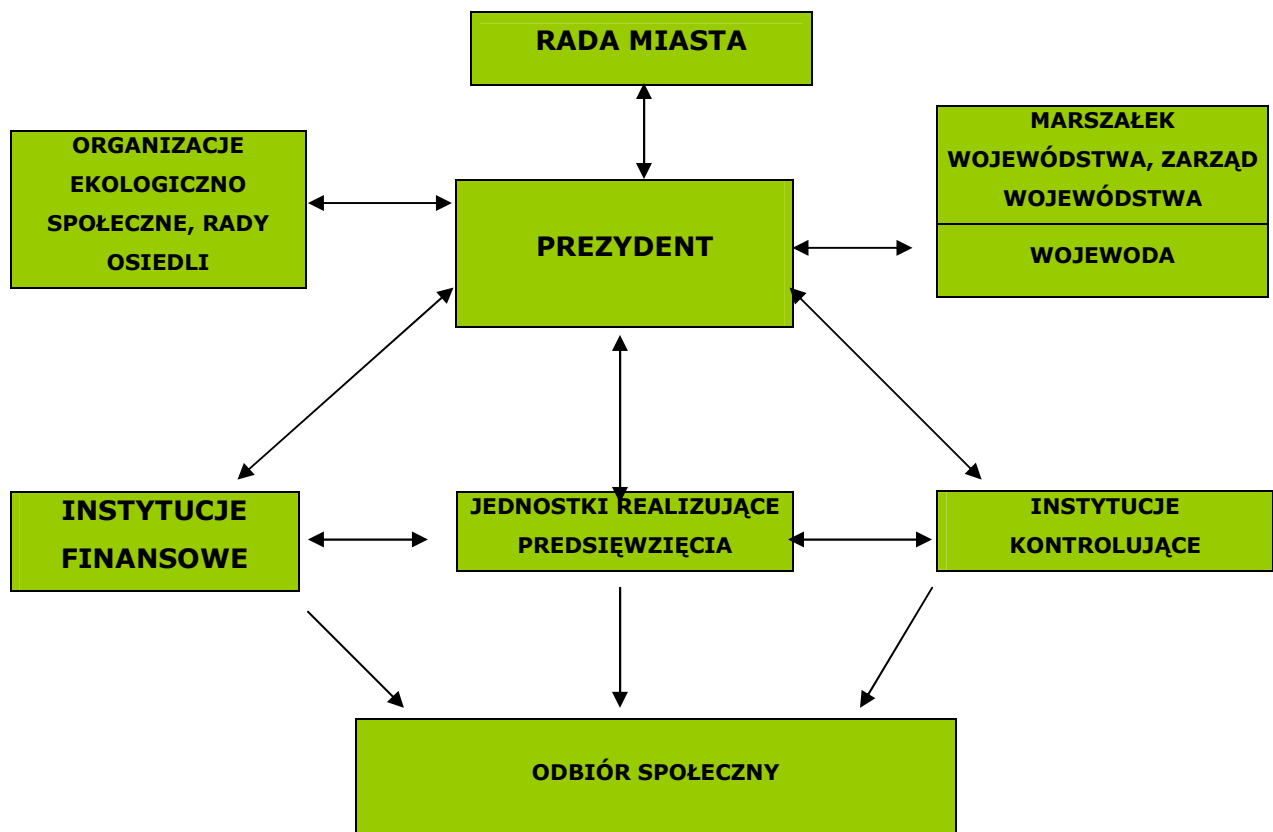 RADA MIASTA
ORGANIZACJE
EKOLOGICZNO
SPOŁECZNE, RADY
OSIEDLI
PREZYDENT
MARSZAŁEK
WOJEWÓDSTWA, ZARZĄD
WOJEWÓDSTWA
WOJEWODA
INSTYTUCJE
FINANSOWE
JEDNOSTKI REALIZUJĄCE
PREDSIĘWZIĘCIA
INSTYTUCJE
KONTROLUJĄCE
ODBIÓR SPOŁECZNY